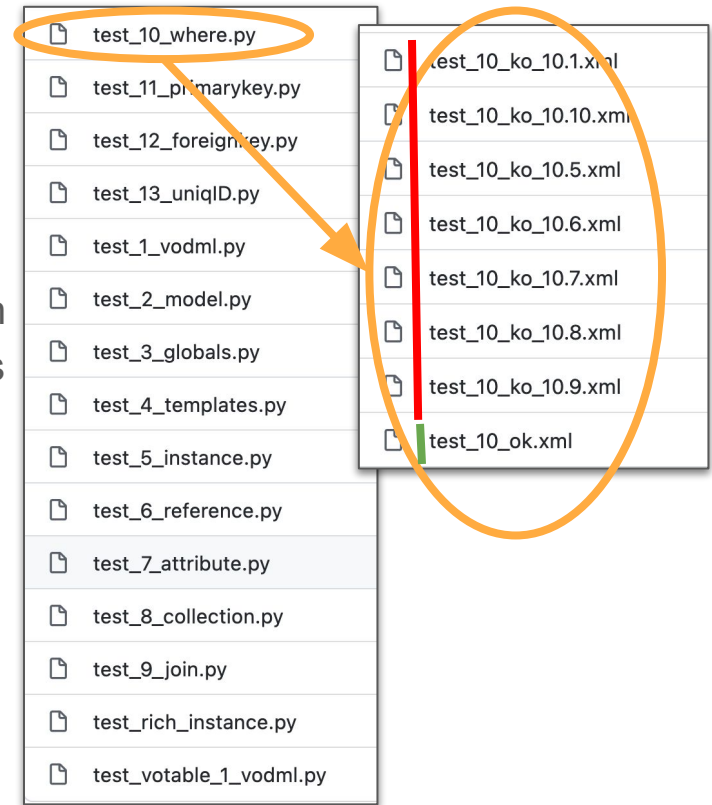 test_10_where.py
test_11_primarykey.py
test_12_foreignkey.py
test_13_uniqID.py
test_1_vodml.py
test_2_model.py
test_3_globals.py
test_4_templates.py
test_5_instance.py
test_6_reference.py
test_7_attribute.py
test_8_collection.py
test_9_join.py
test_rich_instance.py
test_votable_1_vodml.py
test_10_ko_10.1.xml
test_10_ko_10.10.xml
test_10_ko_10.5.xml
test_10_ko_10.6.xml
test_10_ko_10.7.xml
test_10_ko_10.8.xml
test_10_ko_10.9.xml
test_10_ok.xml